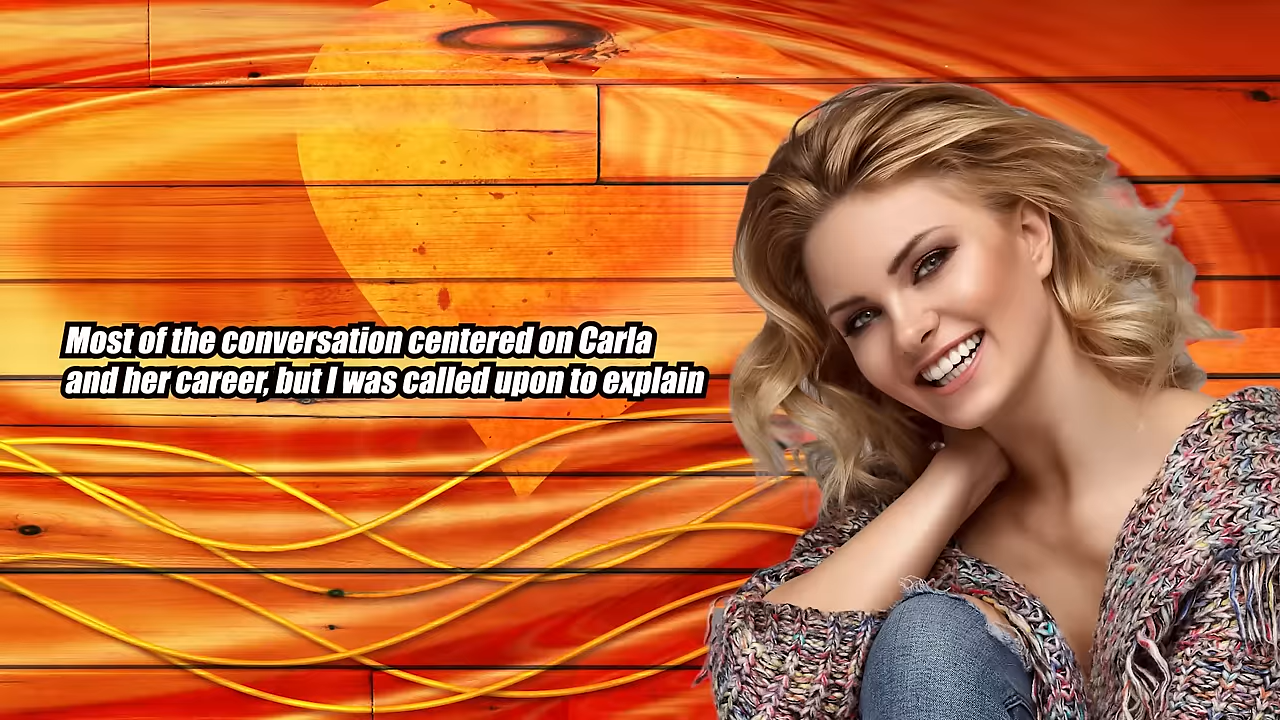 Most of the conversation centered on Carla
and her career, but I was called upon to explain